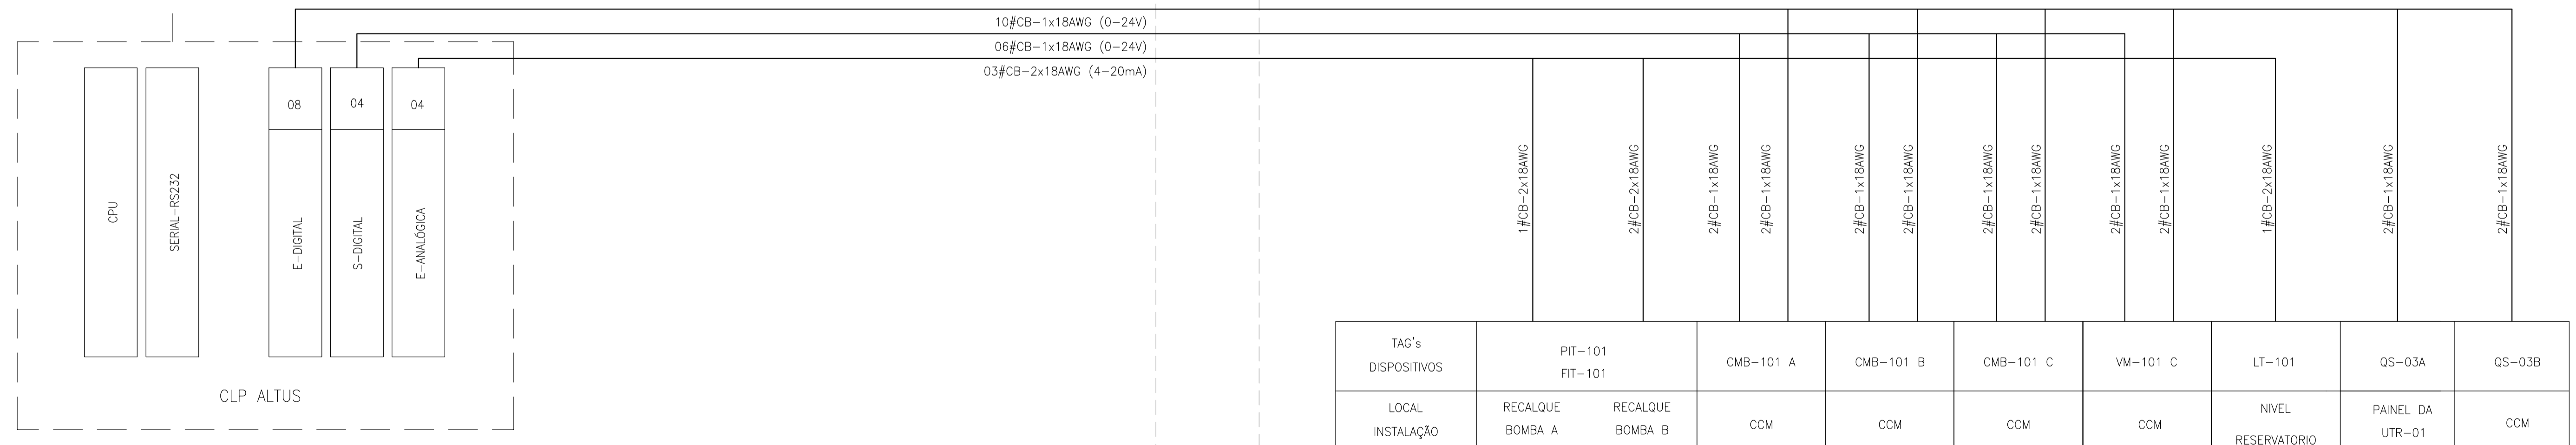 10#CB-1x18AWG (0-24V)
06#CB-1x18AWG (0-24V)
03#CB-2x18AWG (4-20mA)
08
04
04
CPU
SERIAL-RS232
E-DIGITAL
S-DIGITAL
E-ANALÓGICA
CLP ALTUS
1#CB-2x18AWG
2#CB-2x18AWG
2#CB-1x18AWG
2#CB-1x18AWG
2#CB-1x18AWG
2#CB-1x18AWG
2#CB-1x18AWG
2#CB-1x18AWG
2#CB-1x18AWG
2#CB-1x18AWG
1#CB-2x18AWG
2#CB-1x18AWG
2#CB-1x18AWG
TAG's
DISPOSITIVOS
PIT-101
FIT-101
CMB-101 A
CMB-101 B
CMB-101 C
VM-101 C
LT-101
QS-03A
QS-03B
LOCAL
INSTALAÇÃO
RECALQUE
BOMBA A
RECALQUE
BOMBA B
CCM
CCM
CCM
CCM
NIVEL
RESERVATORIO
PAINEL DA
UTR-01
CCM